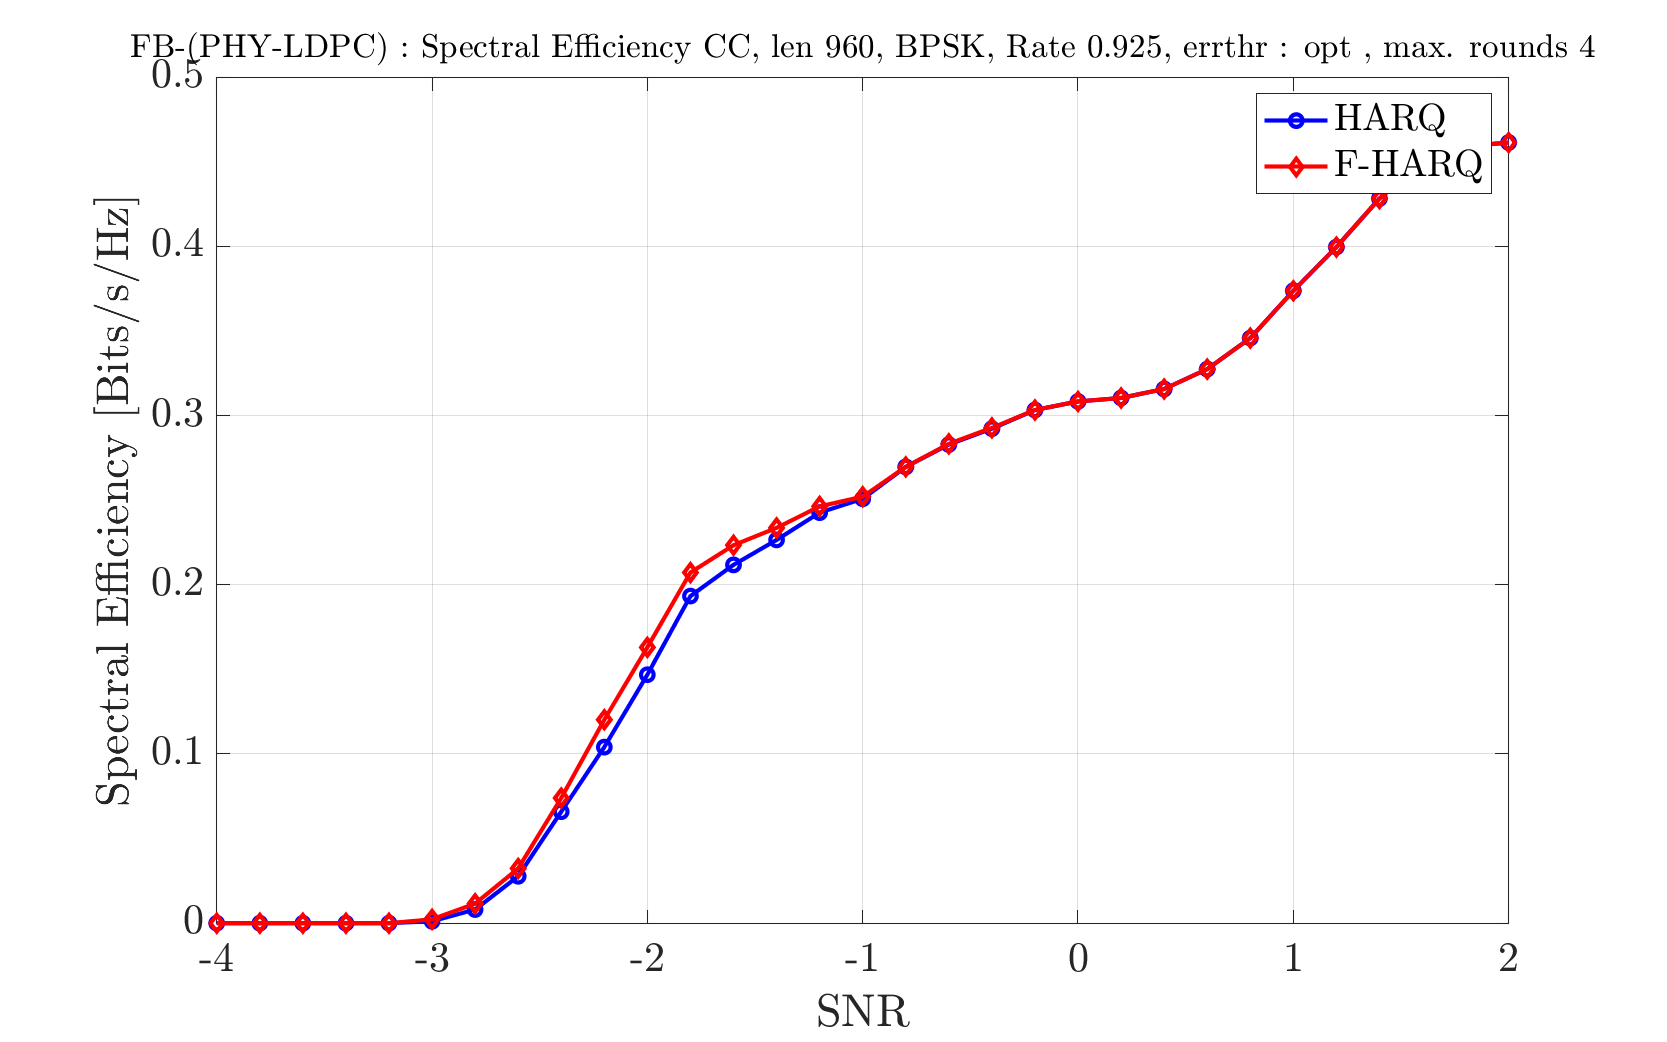 FB-(PHY-LDPC) : Spectral Efficiency CC, len 960, BPSK, Rate 0.925, errthr : opt , max. rounds 4
HARQ
F-HARQ
Spectral Efficiency [Bits/s/Hz]
0.5
0.4
0.3
0.2
0.1
0
-4 -3 -2 -1 0 1 2
SNR